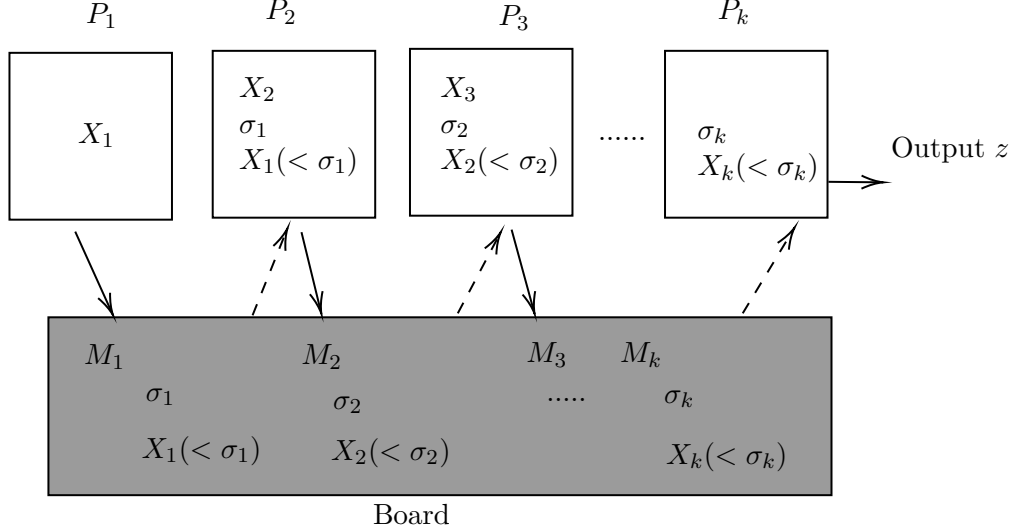 P₁ P₂ P₃ Pₖ
X₁
X₂
σ₁
X₁(< σ₁)
X₃
σ₂
X₂(< σ₂)
......
σₖ
Xₖ(< σₖ)
Output z
M₁ M₂ M₃ Mₖ
σ₁ σ₂ ..... σₖ
X₁(< σ₁) X₂(< σ₂) Xₖ(< σₖ)
Board